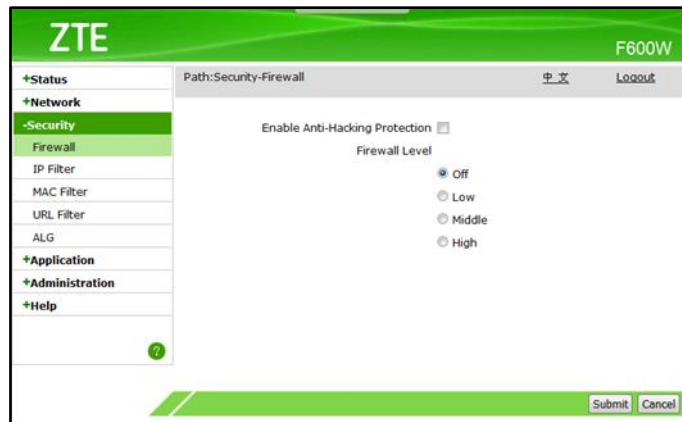 ZTE
F600W
+Status
+Network
-Security
Firewall
IP Filter
MAC Filter
URL Filter
ALG
+Application
+Administration
+Help
?
Path:Security-Firewall 中文 Logout
Enable Anti-Hacking Protection
Firewall Level
Off
Low
Middle
High
Submit Cancel